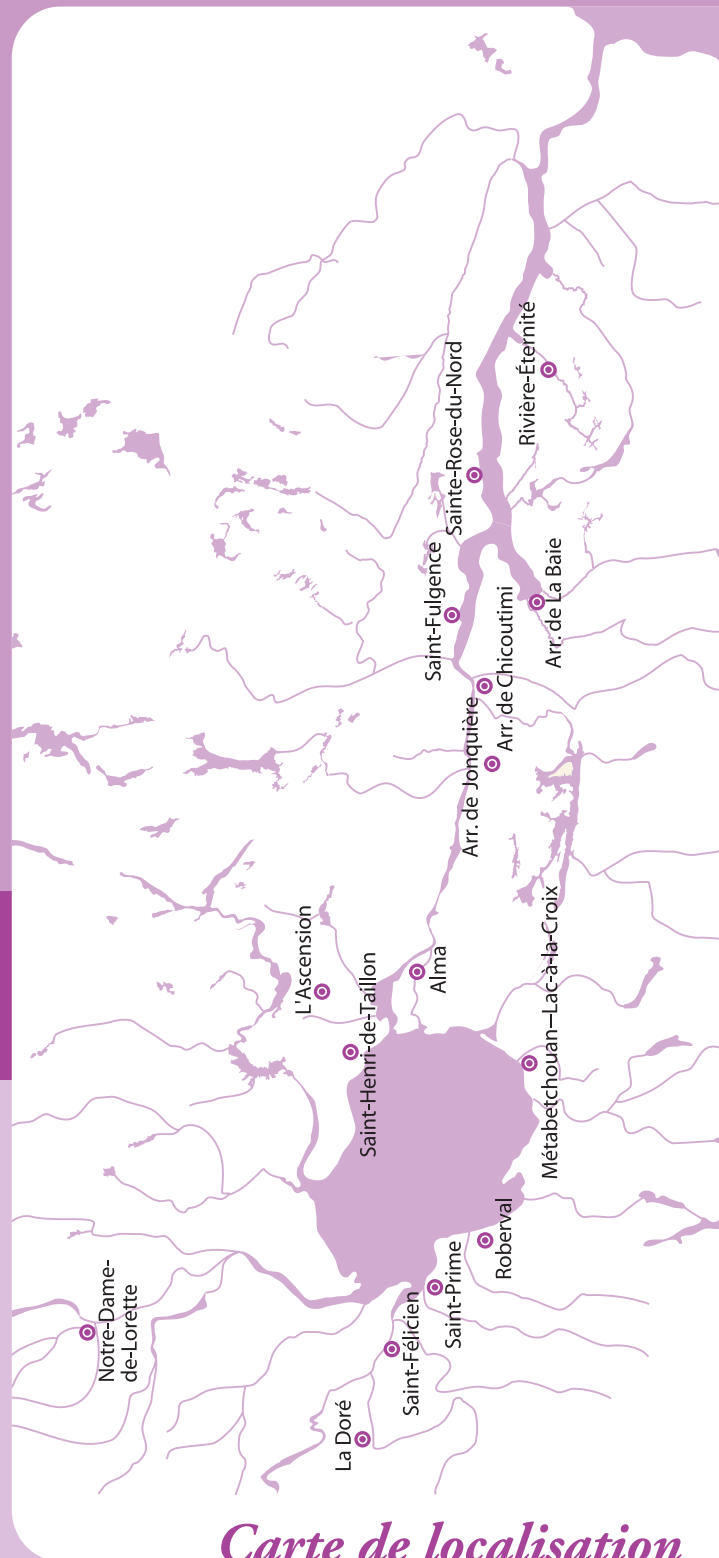 Carte de localisation
Notre-Dame-
de-Lorette
La Doré
Saint-Félicien
Saint-Prime
Roberval
Saint-Henri-de-Taillon
L'Ascension
Métabetchouan–Lac-à-la-Croix
Alma
Arr. de Jonquière
Arr. de Chicoutimi
Saint-Fulgence
Arr. de La Baie
Sainte-Rose-du-Nord
Rivière-Éternité